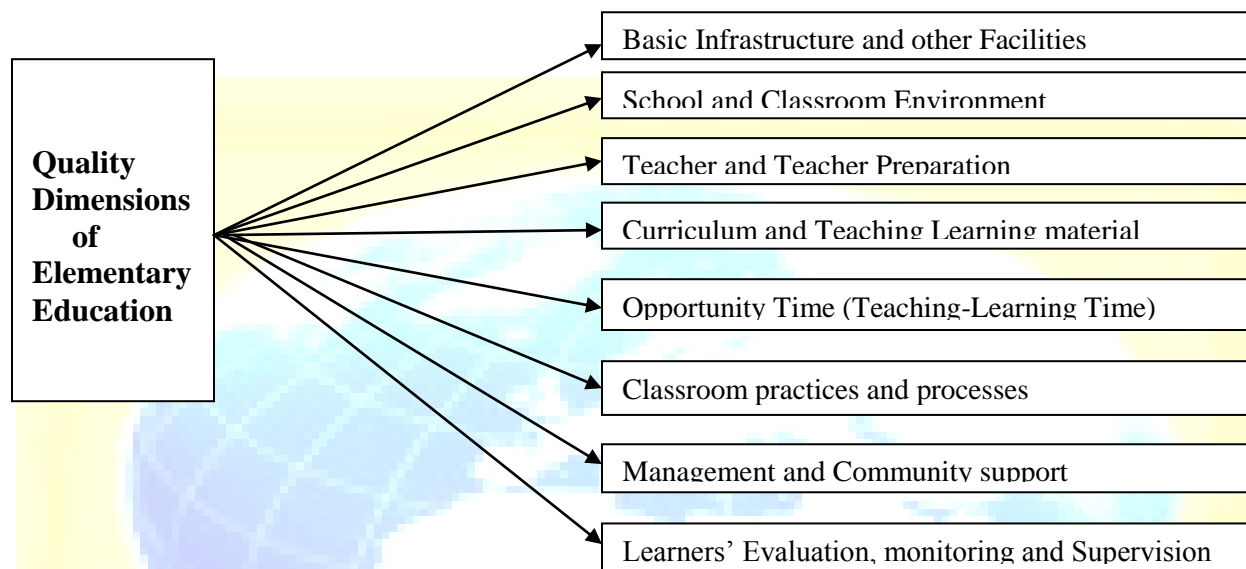 Quality
Dimensions
of
Elementary
Education
Basic Infrastructure and other Facilities
School and Classroom Environment
Teacher and Teacher Preparation
Curriculum and Teaching Learning material
Opportunity Time (Teaching-Learning Time)
Classroom practices and processes
Management and Community support
Learners’ Evaluation, monitoring and Supervision